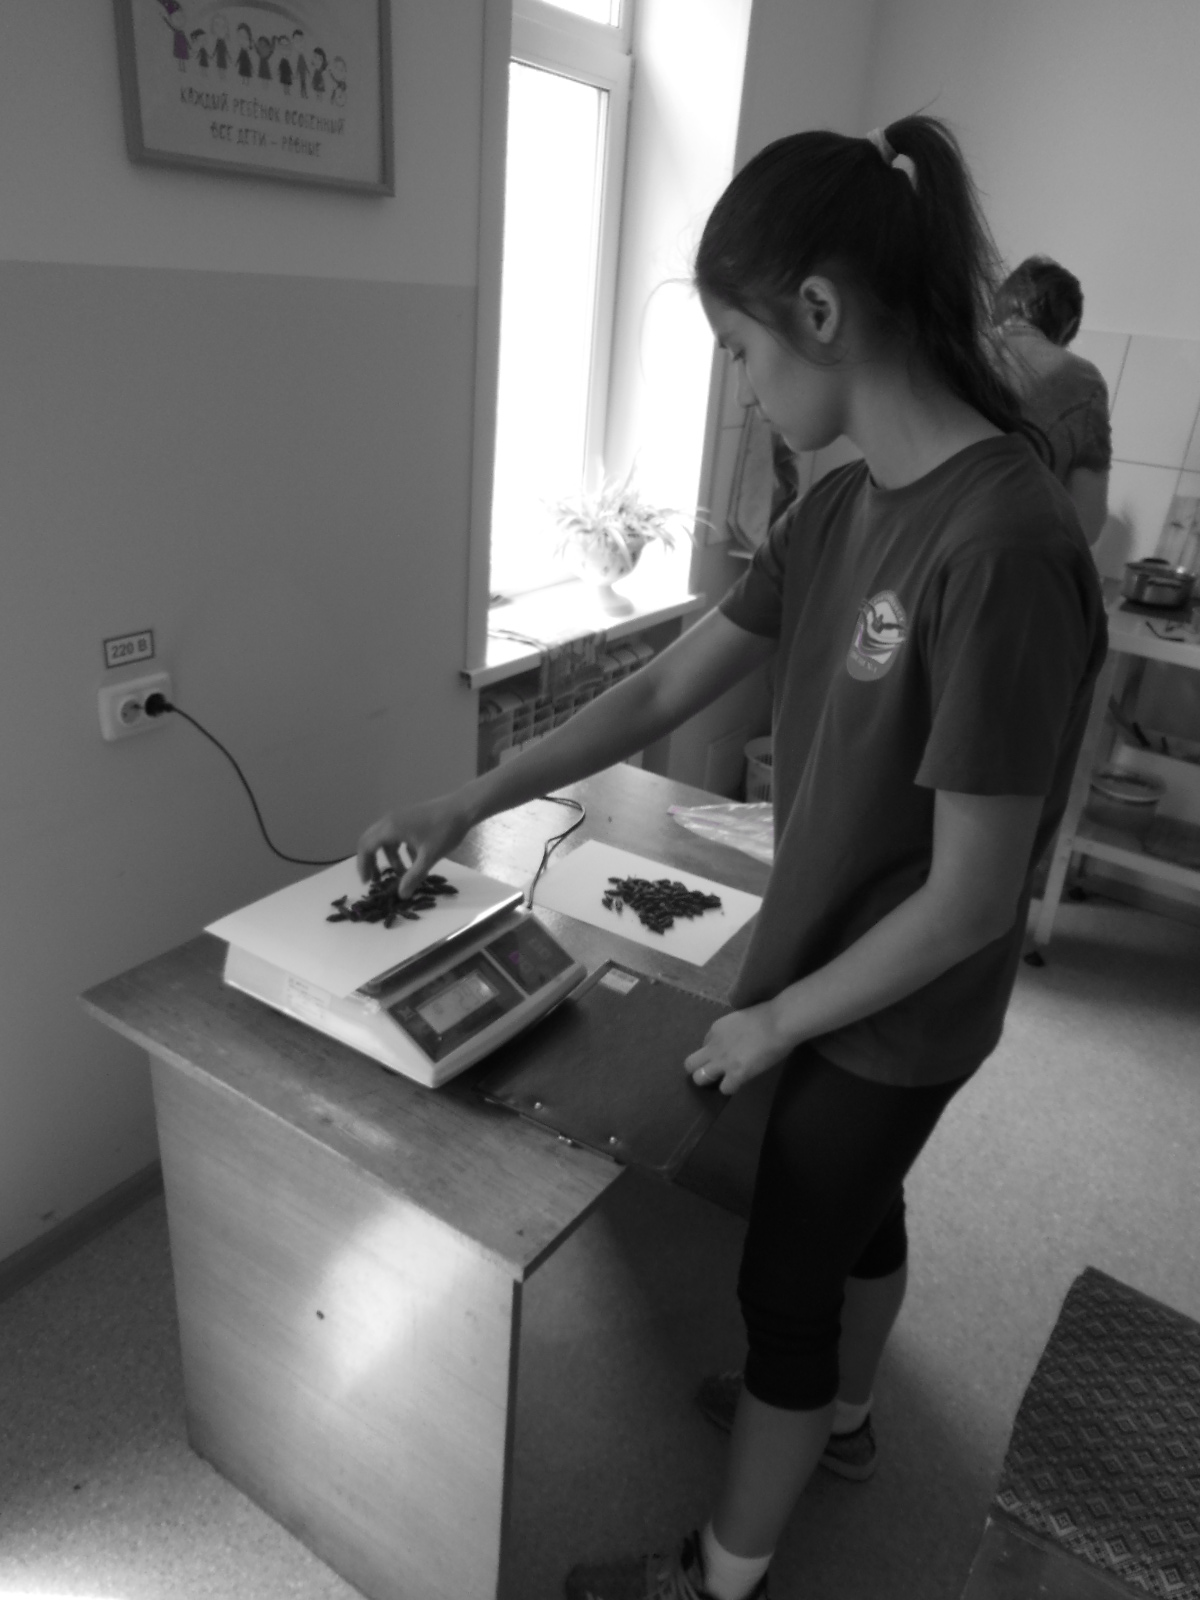 КАЖДЫЙ РЕБЁНОК ОСОБЕННЫЙ
ВСЕ ДЕТИ – РАВНЫЕ
220 В